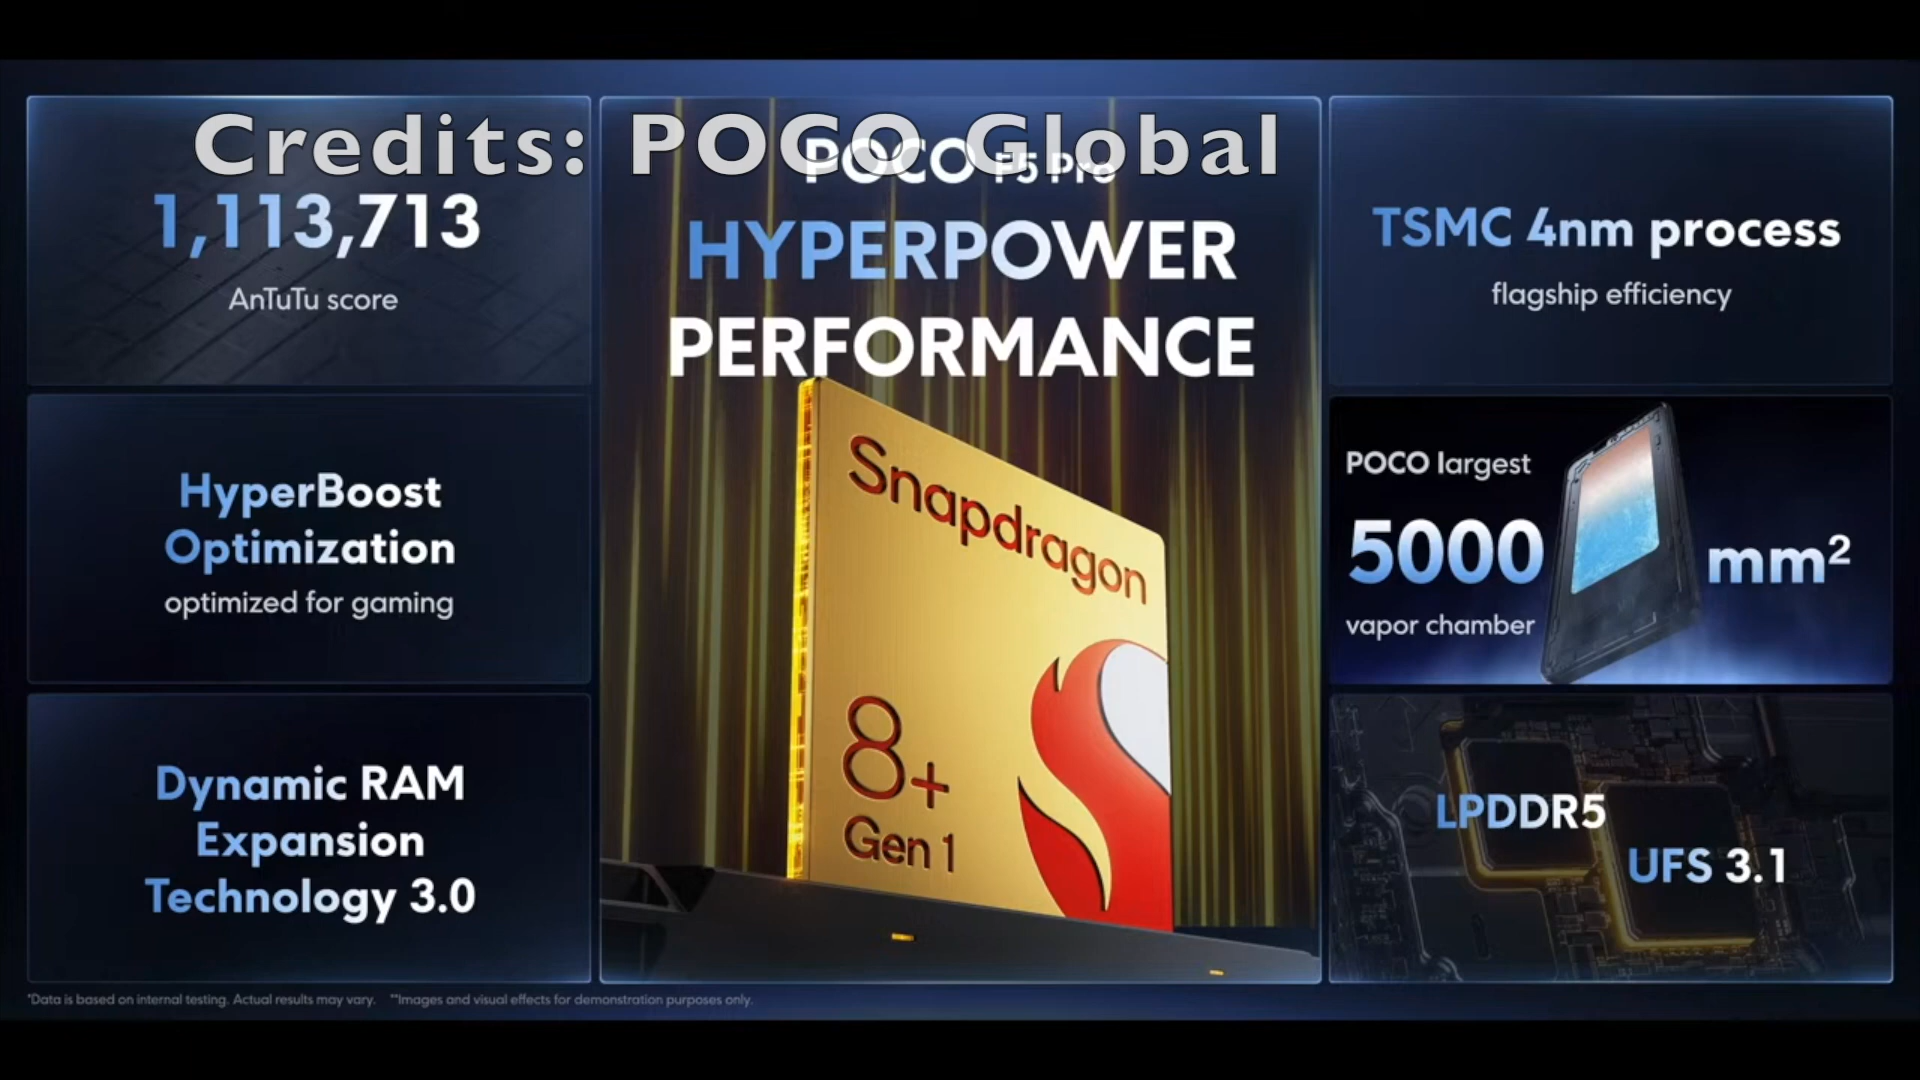 Credits: POCO Global
1,113,713
AnTuTu score
HyperBoost
Optimization
optimized for gaming
Dynamic RAM
Expansion
Technology 3.0
POCO F5 Pro
HYPERPOWER
PERFORMANCE
Snapdragon
8+
Gen 1
TSMC 4nm process
flagship efficiency
POCO largest
5000 mm²
vapor chamber
LPDDR5
UFS 3.1
*Data is based on internal testing. Actual results may vary. **Images and visual effects for demonstration purposes only.